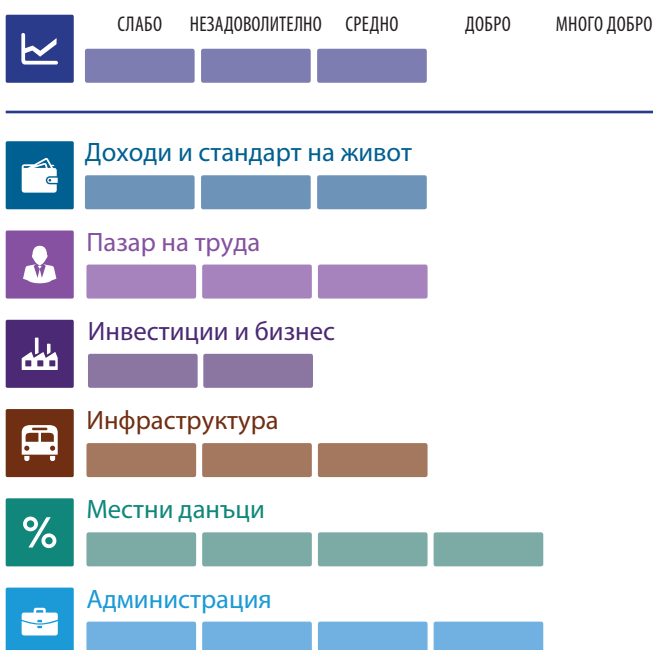 СЛАБО НЕЗАДОВОЛИТЕЛНО СРЕДНО ДОБРО МНОГО ДОБРО
Доходи и стандарт на живот
Пазар на труда
Инвестиции и бизнес
Инфраструктура
Местни данъци
%
Администрация